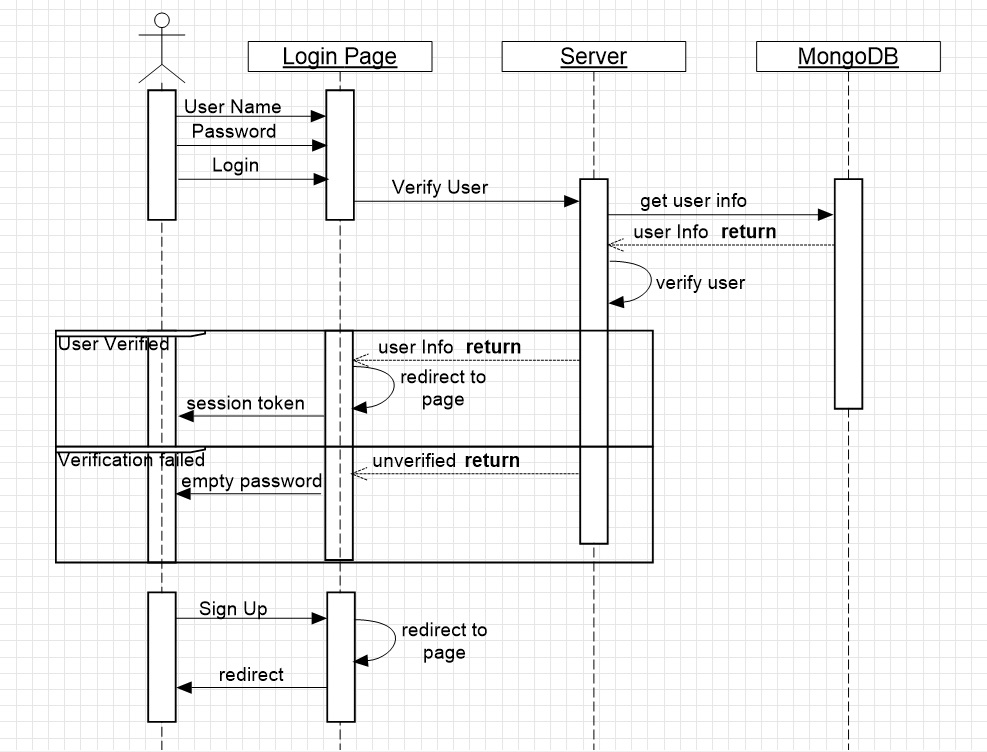 Login Page
Server
MongoDB
User Name
Password
Login
Verify User
get user info
user Info return
verify user
User Verified
user Info return
redirect to
page
session token
Verification failed
unverified return
empty password
Sign Up
redirect to
page
redirect